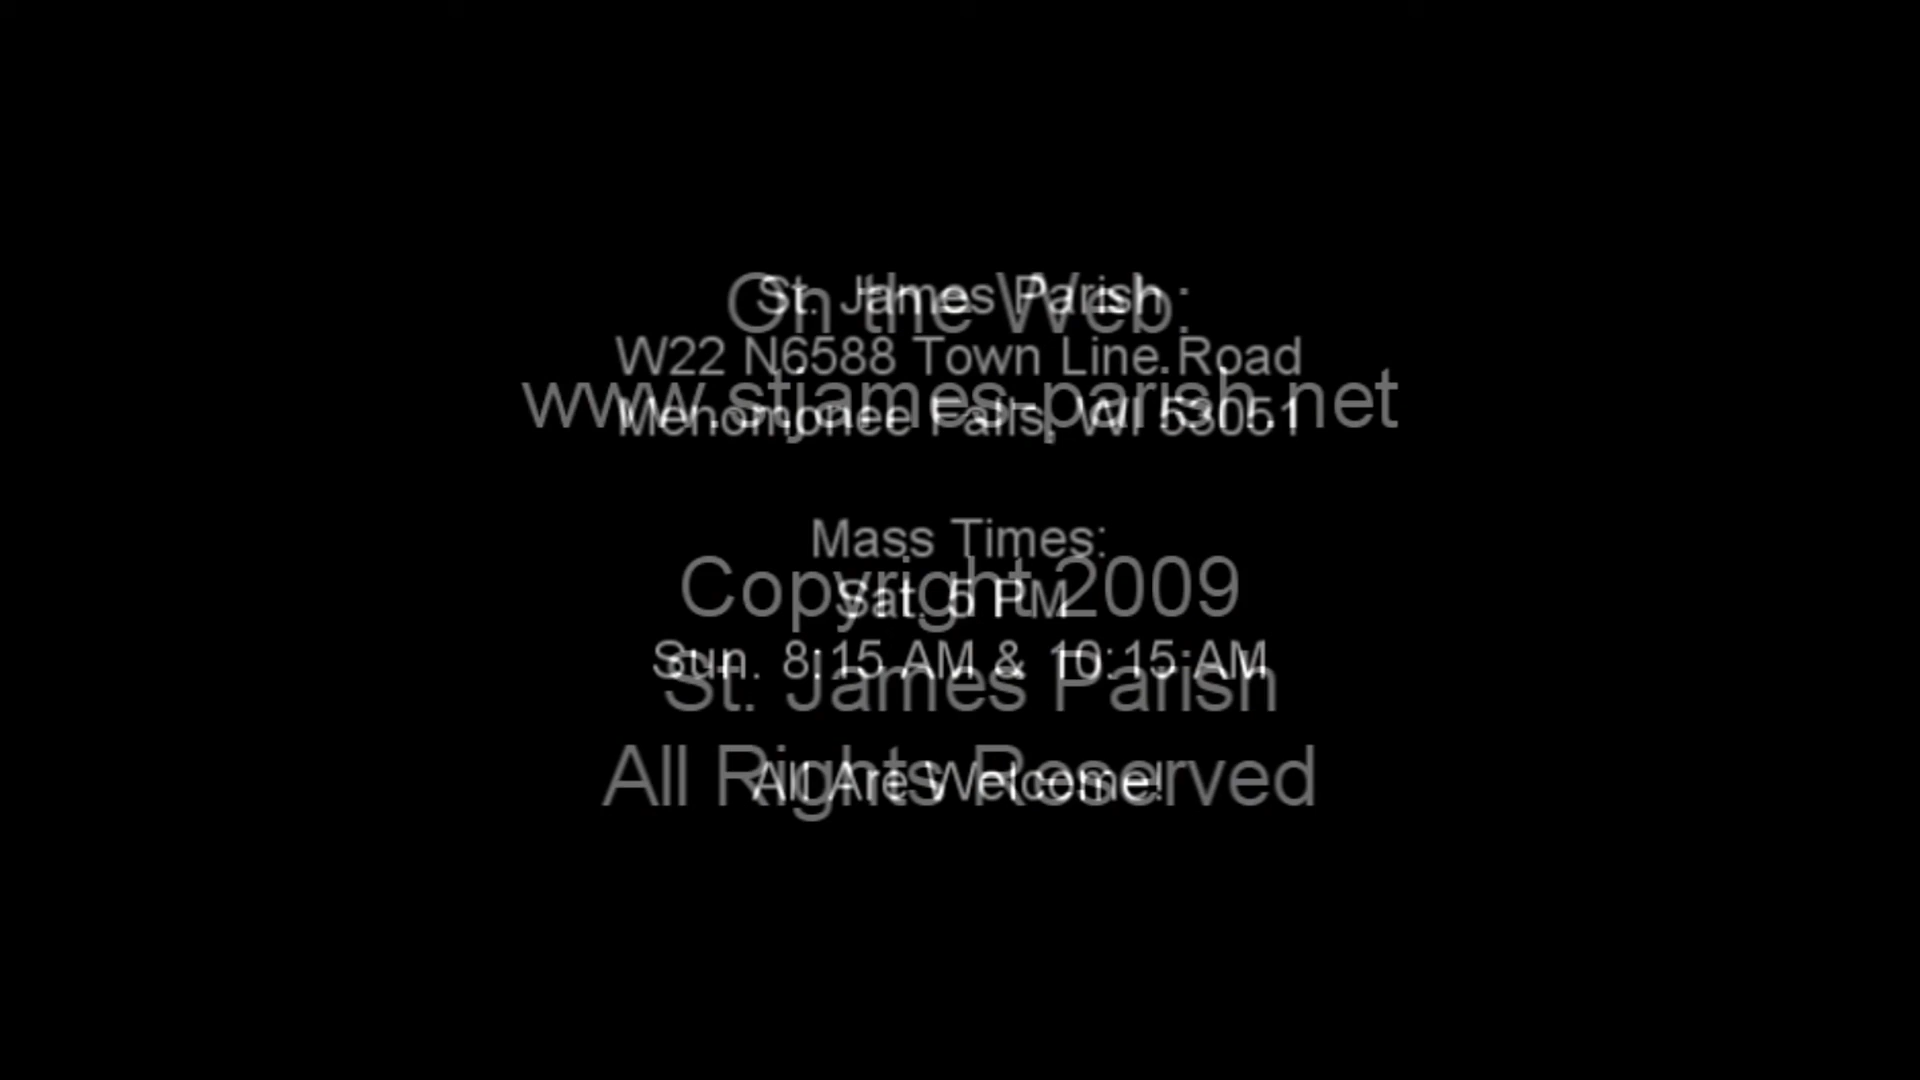 St. James Parish
W22 N6588 Town Line Road
Menomonee Falls, WI 53051
Mass Times:
Sat. 5 PM
Sun. 8:15 AM & 10:15 AM
All Are Welcome!
On the Web:
www.stjames-parish.net
Copyright 2009
St. James Parish
All Rights Reserved